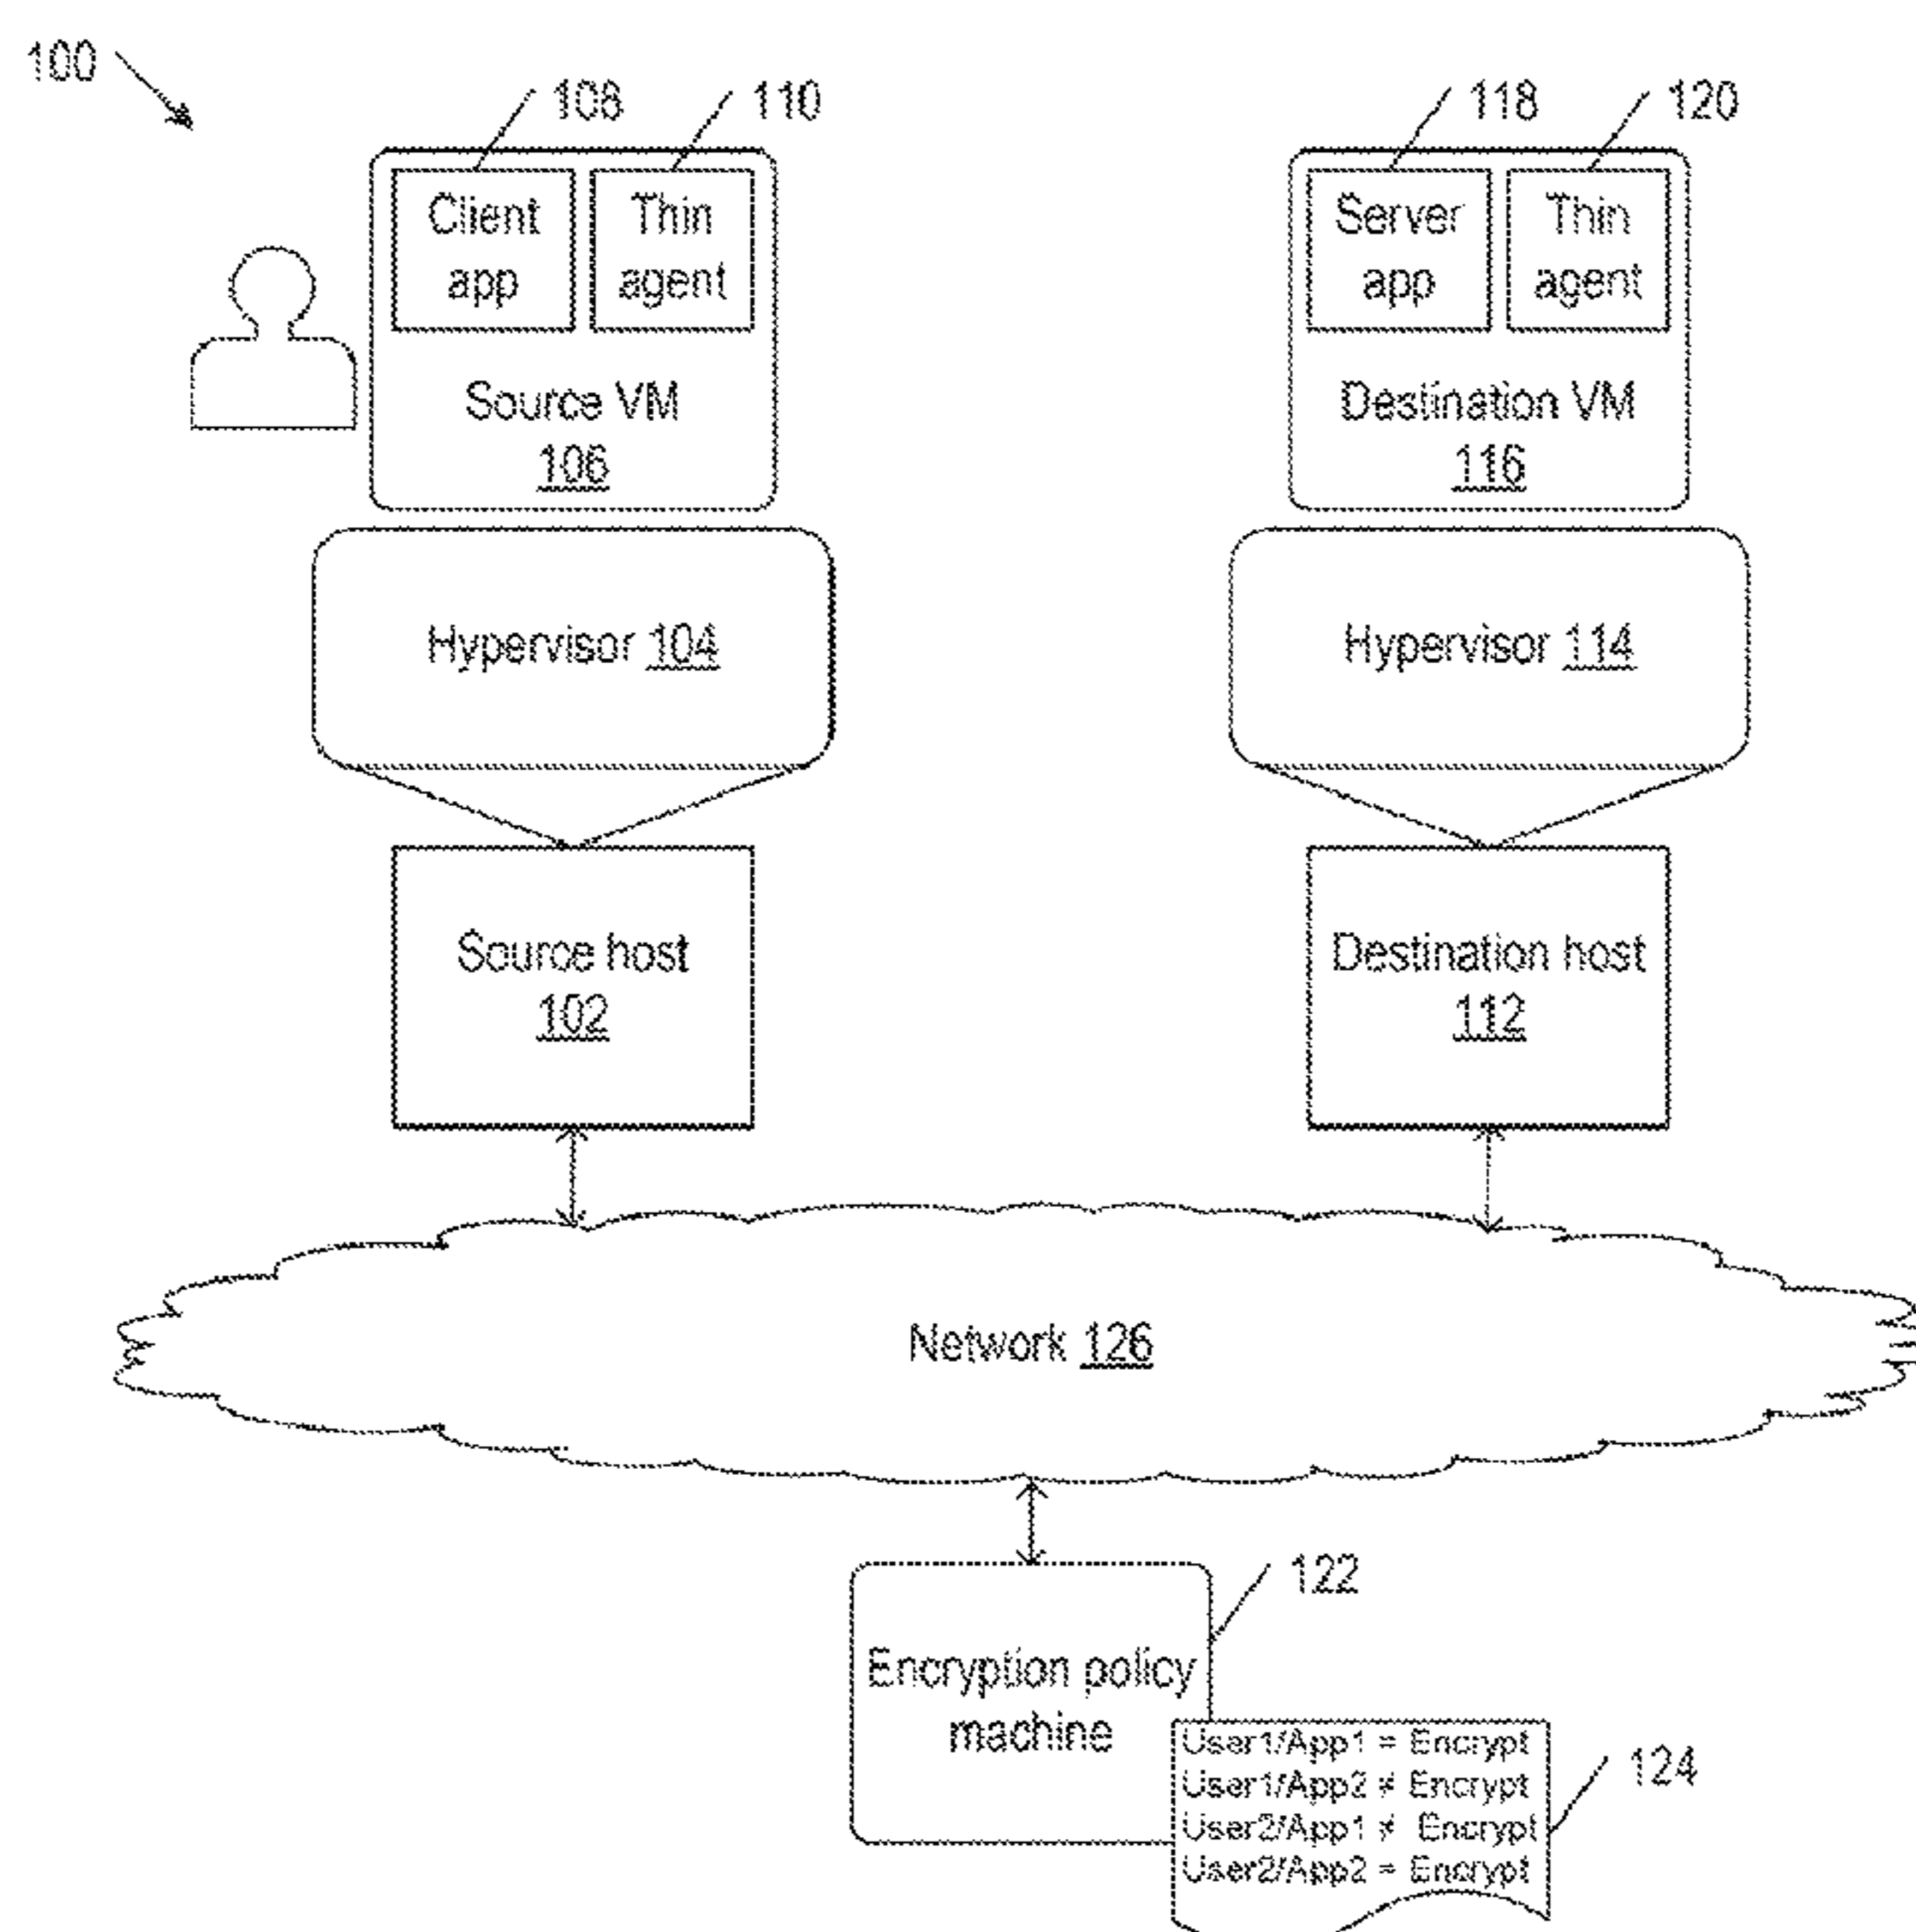 100
108
110
118
120
Client
app
Thin
agent
Server
app
Thin
agent
Source VM
106
Destination VM
116
Hypervisor 104
Hypervisor 114
Source host
102
Destination host
112
Network 126
122
Encryption policy
machine
User1/App1 = Encrypt
User1/App2 ≠ Encrypt
User2/App1 ≠ Encrypt
User2/App2 = Encrypt
124